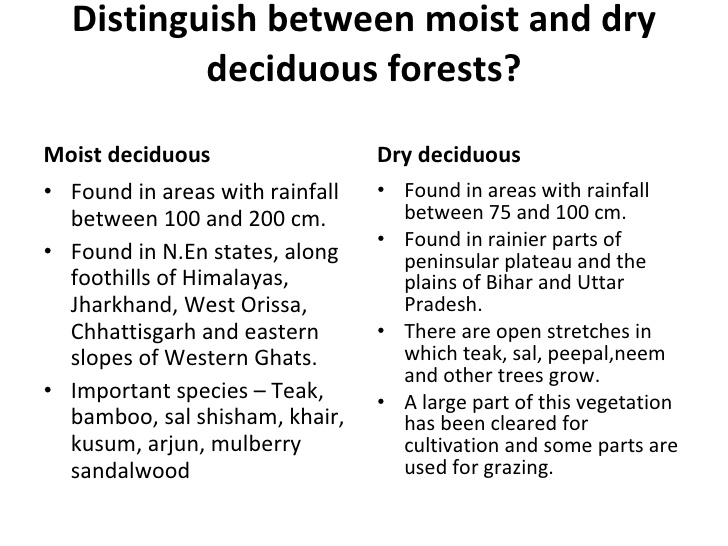 Distinguish between moist and dry
deciduous forests?
Moist deciduous
• Found in areas with rainfall
between 100 and 200 cm.
• Found in N.En states, along
foothills of Himalayas,
Jharkhand, West Orissa,
Chhattisgarh and eastern
slopes of Western Ghats.
• Important species – Teak,
bamboo, sal shisham, khair,
kusum, arjun, mulberry
sandalwood
Dry deciduous
• Found in areas with rainfall
between 75 and 100 cm.
• Found in rainier parts of
peninsular plateau and the
plains of Bihar and Uttar
Pradesh.
• There are open stretches in
which teak, sal, peepal,neem
and other trees grow.
• A large part of this vegetation
has been cleared for
cultivation and some parts are
used for grazing.